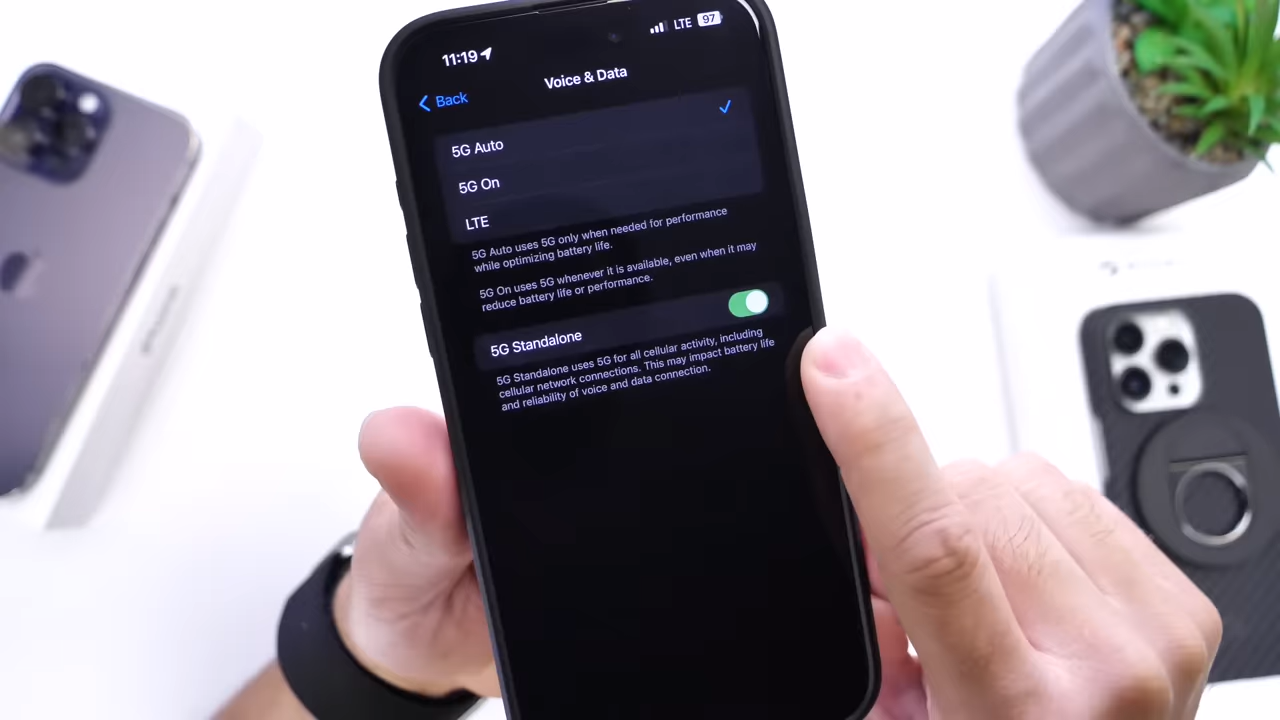 11:19
LTE 97
Voice & Data
Back
5G Auto
5G On
LTE
5G Auto uses 5G only when needed for performance
while optimizing battery life.
5G On uses 5G whenever it is available, even when it may
reduce battery life or performance.
5G Standalone
5G Standalone uses 5G for all cellular activity, including
cellular network connections. This may impact battery life
and reliability of voice and data connection.